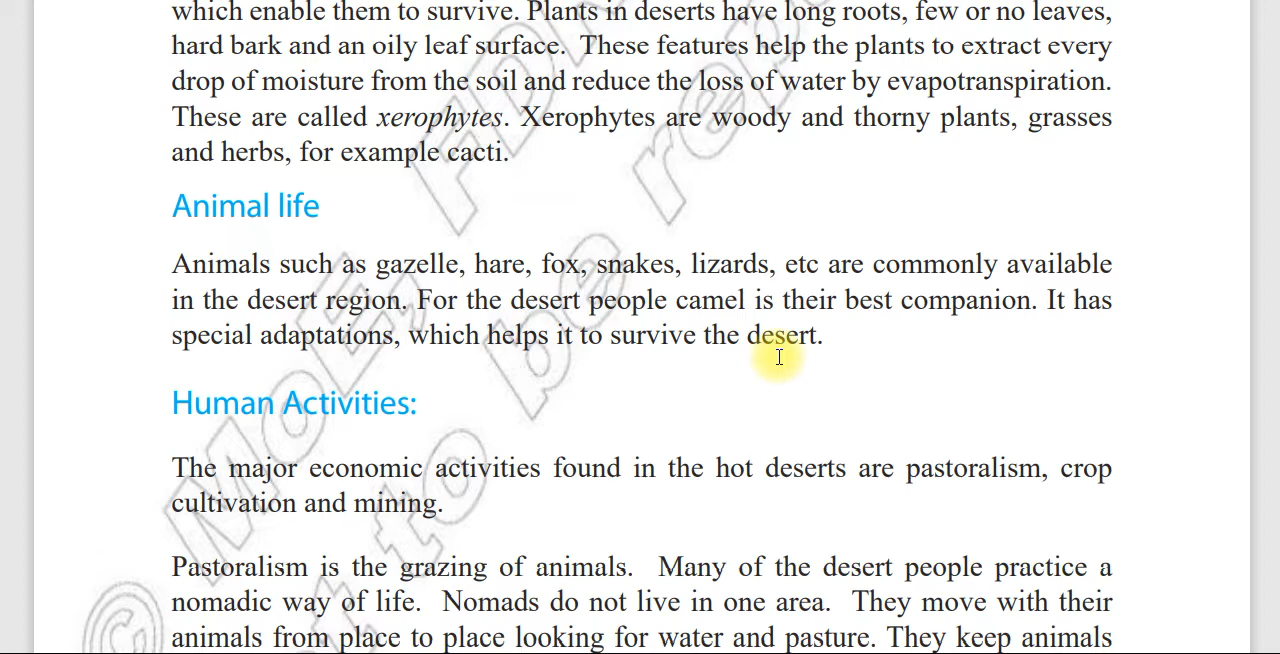 which enable them to survive. Plants in deserts have long roots, few or no leaves,
hard bark and an oily leaf surface.  These features help the plants to extract every
drop of moisture from the soil and reduce the loss of water by evapotranspiration.
These are called xerophytes. Xerophytes are woody and thorny plants, grasses
and herbs, for example cacti.
Animal life
Animals such as gazelle, hare, fox, snakes, lizards, etc are commonly available
in the desert region. For the desert people camel is their best companion. It has
special adaptations, which helps it to survive the desert.
Human Activities:
The major economic activities found in the hot deserts are pastoralism, crop
cultivation and mining.
Pastoralism is the grazing of animals.  Many of the desert people practice a
nomadic way of life.  Nomads do not live in one area.  They move with their
animals from place to place looking for water and pasture. They keep animals
© MoE, FD
not to be rep